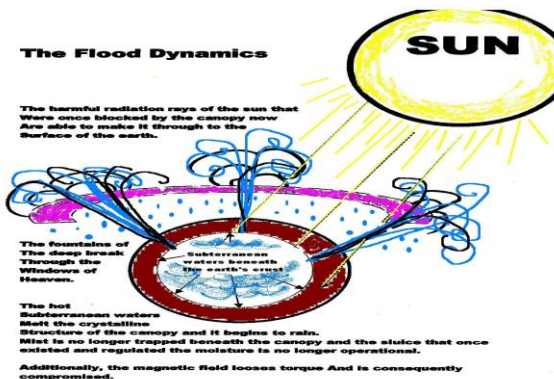 The Flood Dynamics
SUN
The harmful radiation rays of the sun that
Were once blocked by the canopy now
Are able to make it through to the
Surface of the earth.
The fountains of
The deep break
Through the
Windows of
Heaven.
Subterranean
waters beneath
the earth's crust
The hot
Subterranean waters
Melt the crystalline
Structure of the canopy and it begins to rain.
Mist is no longer trapped beneath the canopy and the sluice that once
existed and regulated the moisture is no longer operational.
Additionally, the magnetic field looses torque And is consequently
compromised.